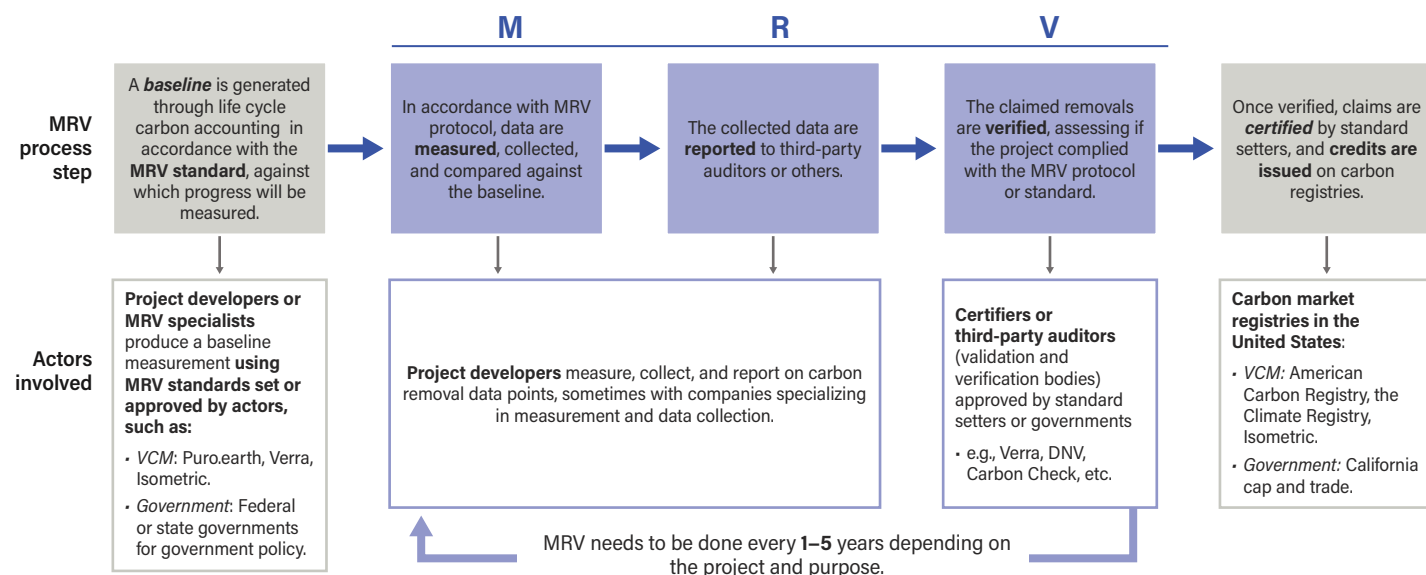 M
R
V
MRV
process
step
A baseline is generated
through life cycle
carbon accounting in
accordance with the
MRV standard, against
which progress will be
measured.
In accordance with MRV
protocol, data are
measured, collected,
and compared against
the baseline.
The collected data are
reported to third-party
auditors or others.
The claimed removals
are verified, assessing if
the project complied
with the MRV protocol
or standard.
Once verified, claims are
certified by standard
setters, and credits are
issued on carbon
registries.
Actors
involved
Project developers or
MRV specialists
produce a baseline
measurement using
MRV standards set or
approved by actors,
such as:
• VCM: Puro.earth, Verra,
Isometric.
• Government: Federal
or state governments
for government policy.
Project developers measure, collect, and report on carbon
removal data points, sometimes with companies specializing
in measurement and data collection.
Certifiers or
third-party auditors
(validation and
verification bodies)
approved by standard
setters or governments
• e.g., Verra, DNV,
Carbon Check, etc.
Carbon market
registries in the
United States:
• VCM: American
Carbon Registry, the
Climate Registry,
Isometric.
• Government: California
cap and trade.
MRV needs to be done every 1–5 years depending on
the project and purpose.